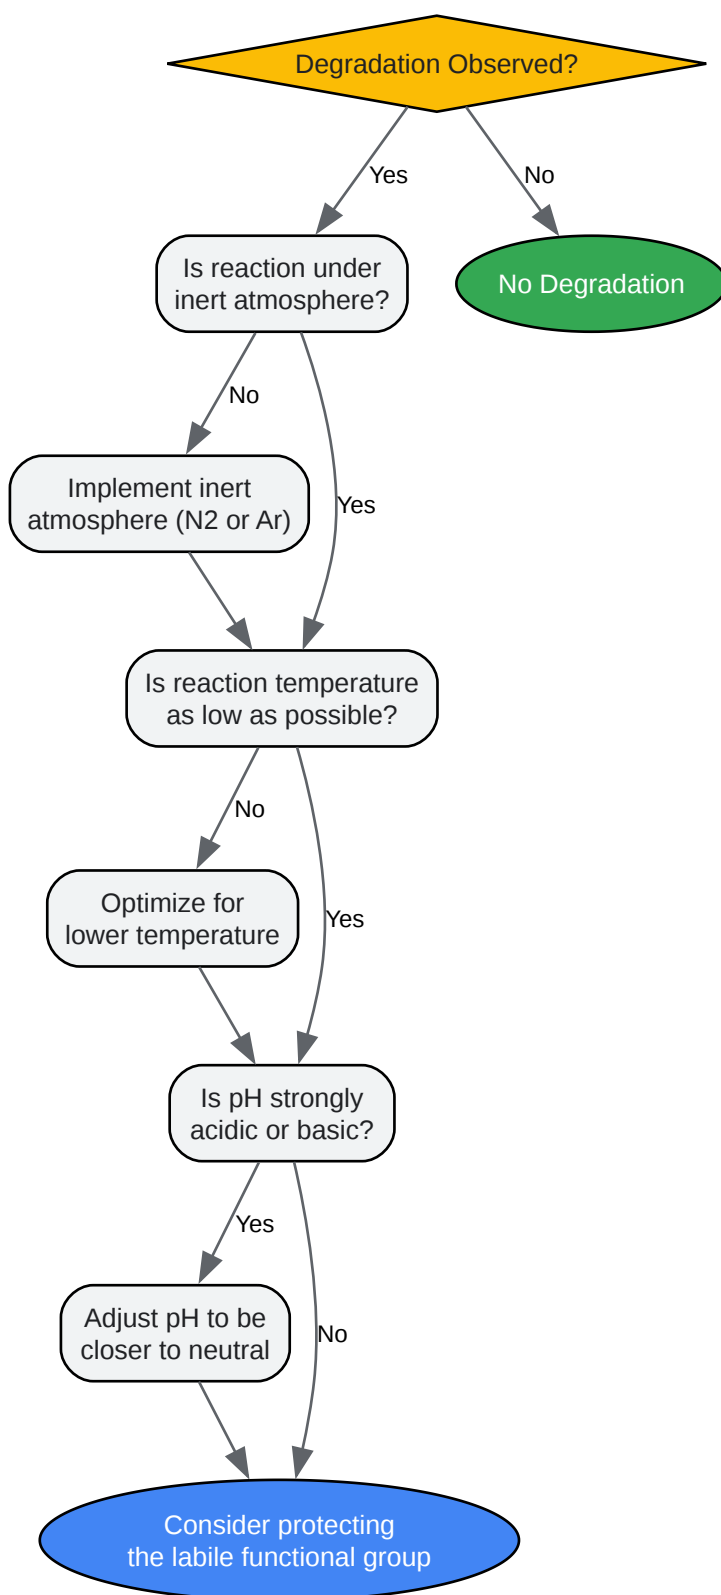 Degradation Observed?
Yes
No
Is reaction under
inert atmosphere?
No Degradation
No
Implement inert
atmosphere (N2 or Ar)
Yes
Is reaction temperature
as low as possible?
No
Optimize for
lower temperature
Yes
Is pH strongly
acidic or basic?
Yes
Adjust pH to be
closer to neutral
No
Consider protecting
the labile functional group